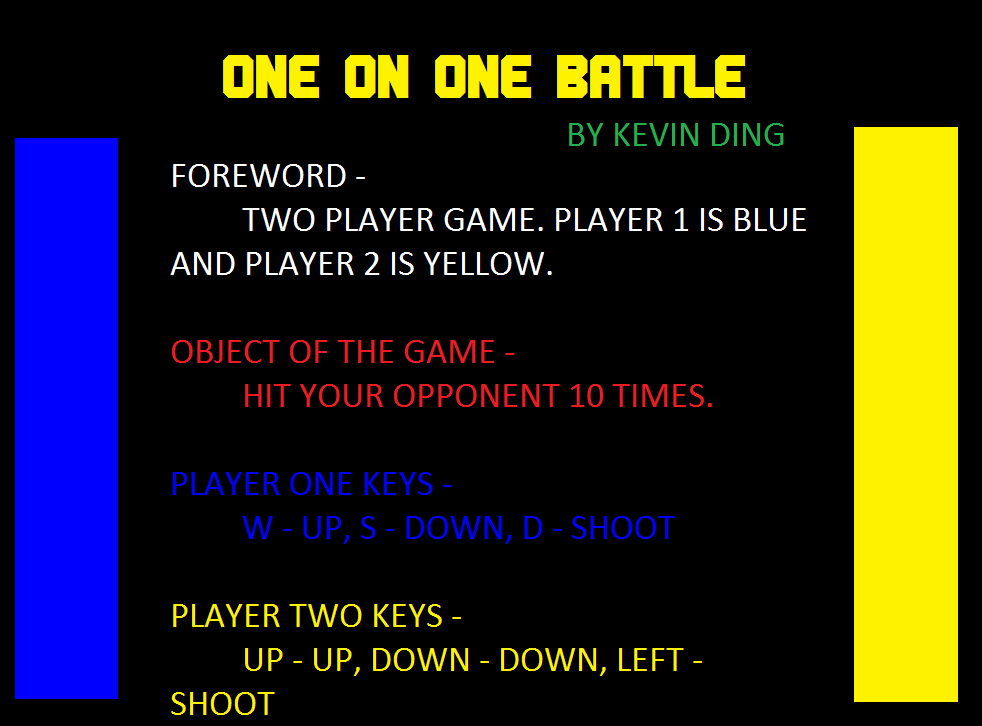 ONE ON ONE BATTLE
BY KEVIN DING
FOREWORD -
TWO PLAYER GAME. PLAYER 1 IS BLUE
AND PLAYER 2 IS YELLOW.
OBJECT OF THE GAME -
HIT YOUR OPPONENT 10 TIMES.
PLAYER ONE KEYS -
W - UP, S - DOWN, D - SHOOT
PLAYER TWO KEYS -
UP - UP, DOWN - DOWN, LEFT -
SHOOT